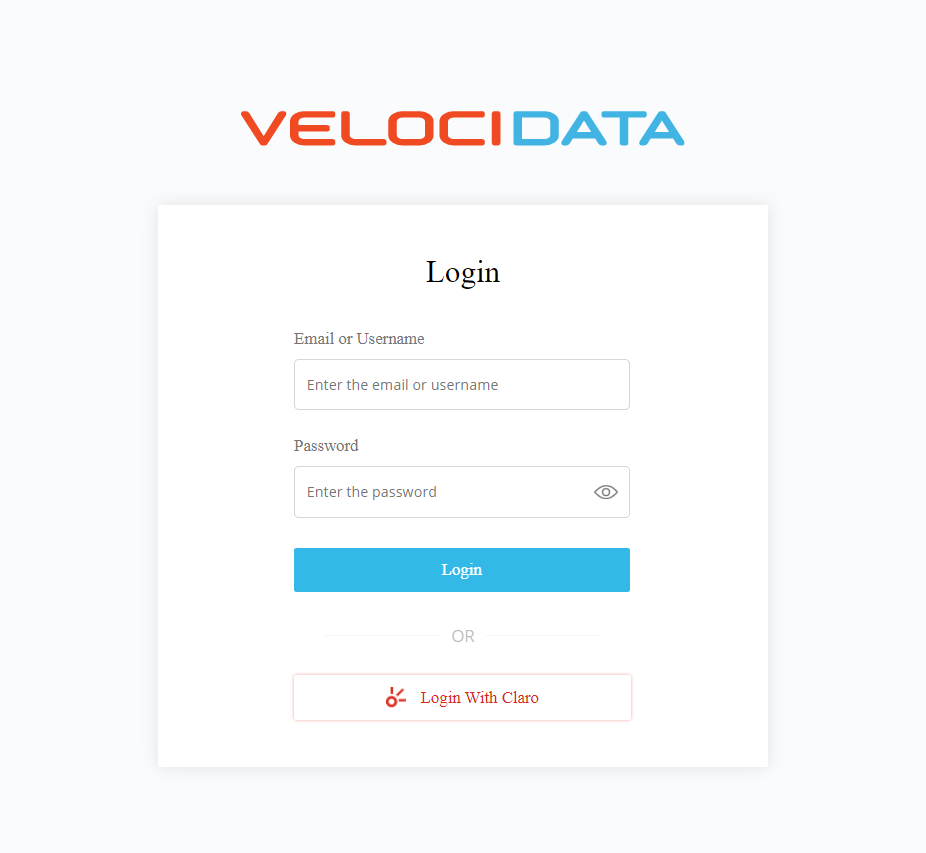 VELOCIDATA
Login
Email or Username
Enter the email or username
Password
Enter the password
Login
OR
Login With Claro